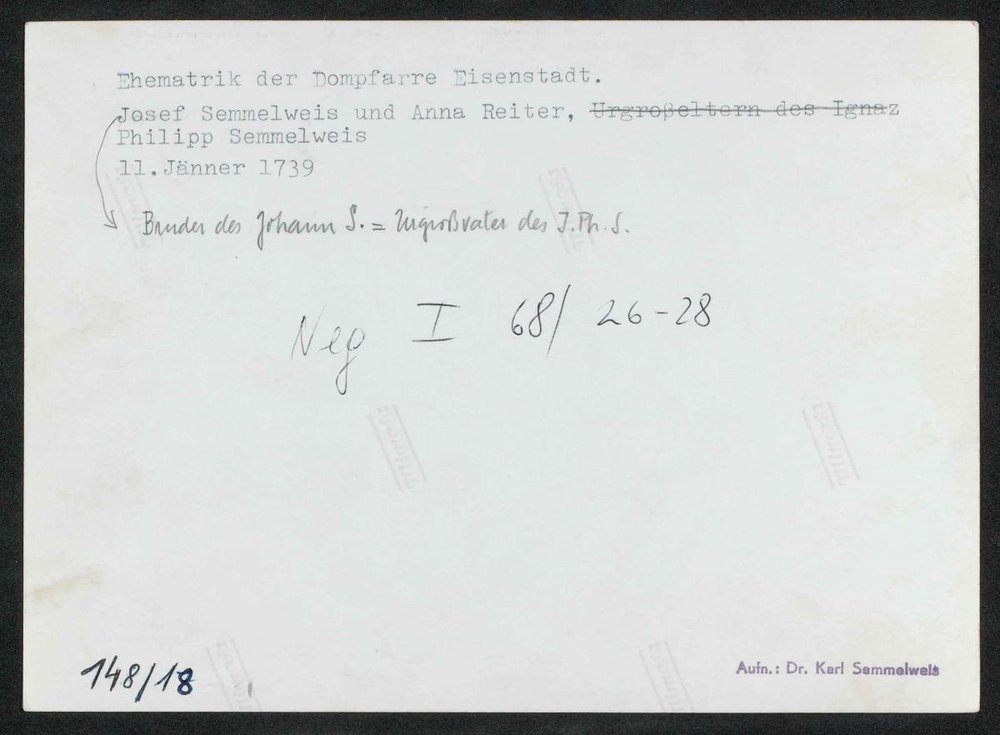 Ehematrik der Dompfarre Eisenstadt.
Josef Semmelweis und Anna Reiter, Urgroßeltern des Ignaz
Philipp Semmelweis
11.Jänner 1739
Bruder des Johann S. = Urgroßvater des I.Ph.S.
Neg I 68/ 26-28
148/18
Aufn.: Dr. Karl Semmelweis